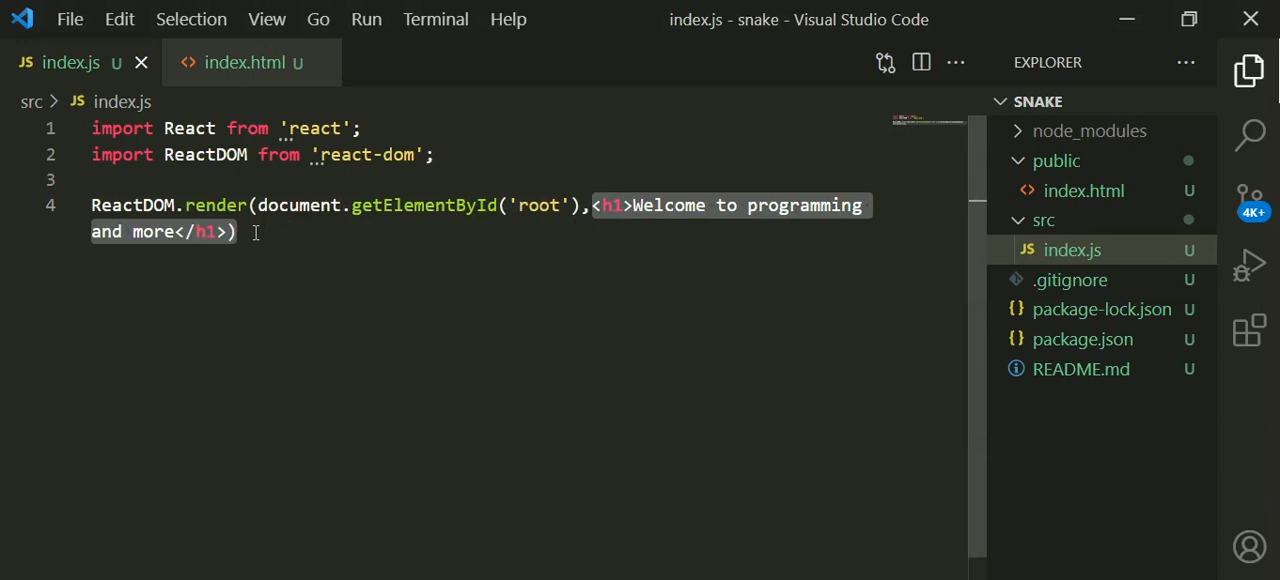 File Edit Selection View Go Run Terminal Help index.js - snake - Visual Studio Code
JS index.js U <> index.html U
src > JS index.js
1 import React from 'react';
2 import ReactDOM from 'react-dom';
3
4 ReactDOM.render(document.getElementById('root'),<h1>Welcome to programming
and more</h1>)
EXPLORER
SNAKE
node_modules
public
<> index.html U
src
JS index.js U
.gitignore U
{} package-lock.json U
{} package.json U
README.md U
4K+